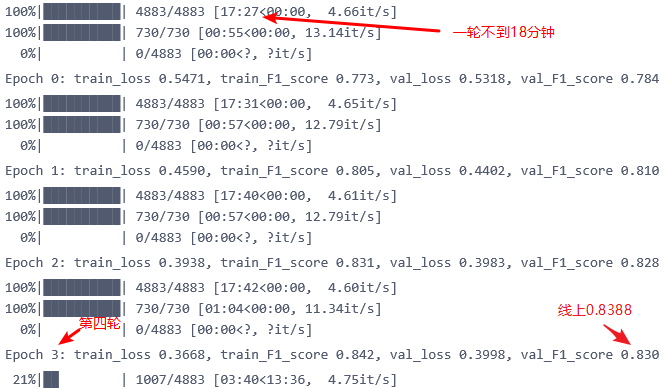 100%|██████████| 4883/4883 [17:27<00:00,  4.66it/s]
一轮不到18分钟
100%|██████████| 730/730 [00:55<00:00, 13.14it/s]
0%|          | 0/4883 [00:00<?, ?it/s]
Epoch 0: train_loss 0.5471, train_F1_score 0.773, val_loss 0.5318, val_F1_score 0.784
100%|██████████| 4883/4883 [17:31<00:00,  4.65it/s]
100%|██████████| 730/730 [00:57<00:00, 12.79it/s]
0%|          | 0/4883 [00:00<?, ?it/s]
Epoch 1: train_loss 0.4590, train_F1_score 0.805, val_loss 0.4402, val_F1_score 0.810
100%|██████████| 4883/4883 [17:40<00:00,  4.61it/s]
100%|██████████| 730/730 [00:57<00:00, 12.79it/s]
0%|          | 0/4883 [00:00<?, ?it/s]
Epoch 2: train_loss 0.3938, train_F1_score 0.831, val_loss 0.3983, val_F1_score 0.828
100%|██████████| 4883/4883 [17:42<00:00,  4.60it/s]
100%|██████████| 730/730 [01:04<00:00, 11.34it/s]
线上0.8388
第四轮
0%|          | 0/4883 [00:00<?, ?it/s]
Epoch 3: train_loss 0.3668, train_F1_score 0.842, val_loss 0.3998, val_F1_score 0.830
21%|██        | 1007/4883 [03:40<13:36,  4.75it/s]